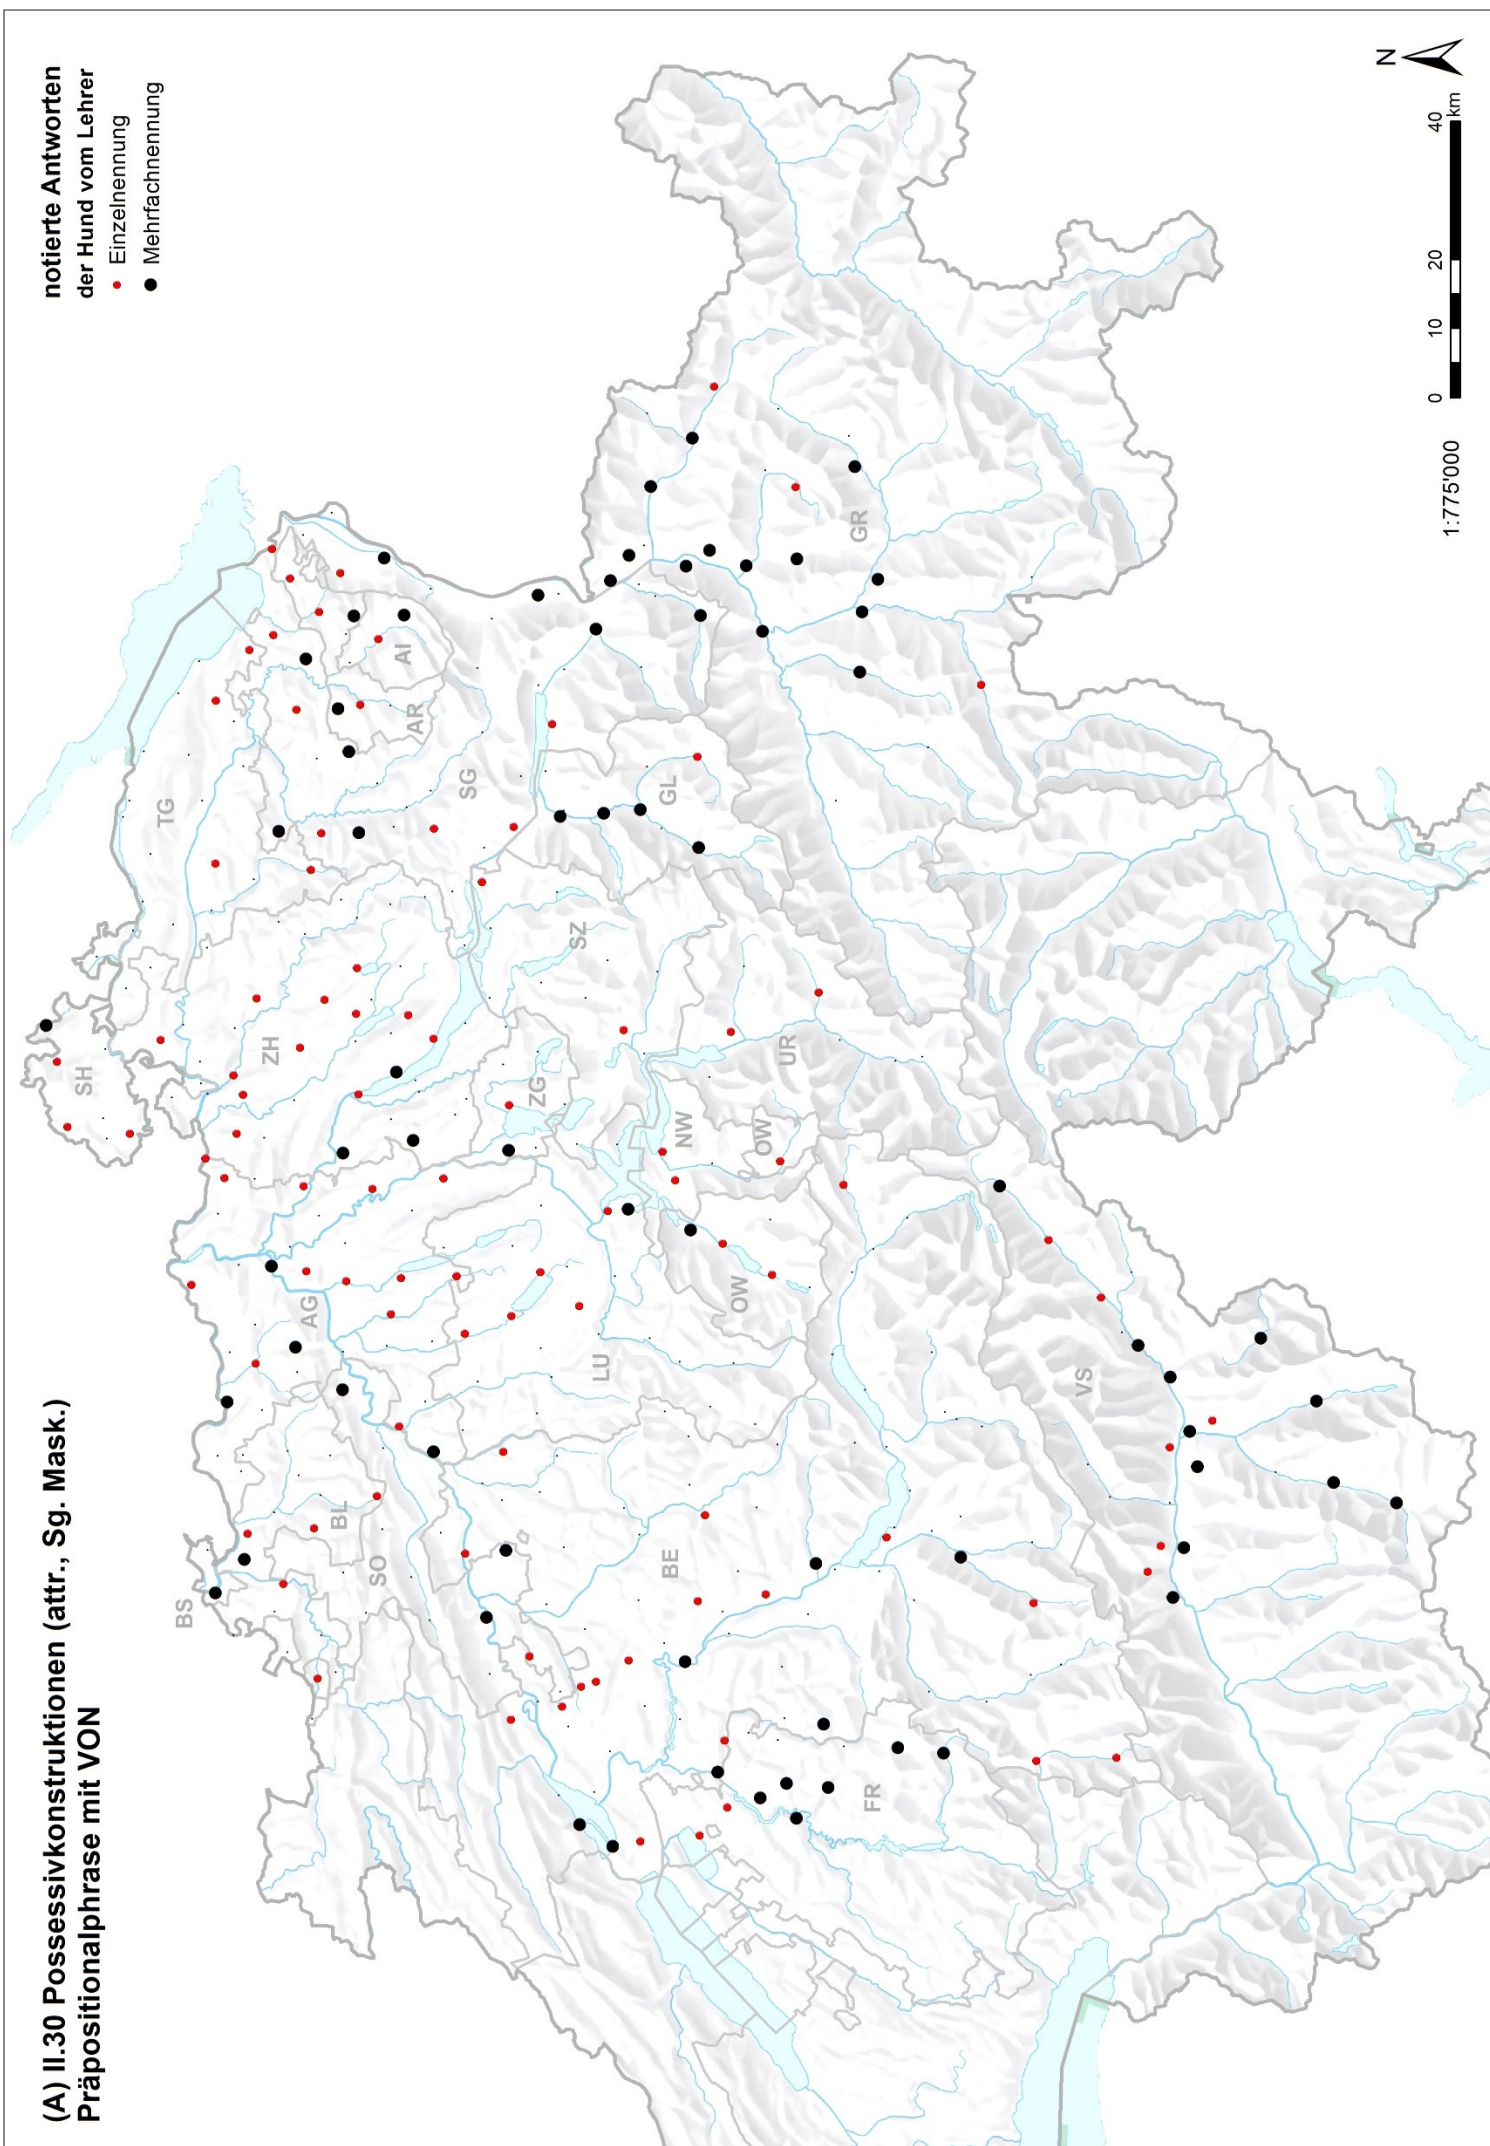 (A) II.30 Possessivkonstruktionen (attr., Sg. Mask.)
Präpositionalphrase mit VON
notierte Antworten
der Hund vom Lehrer
Einzelnennung
Mehrfachnennung
SH
BS
TG
ZH
BL
AG
SO
AR
AI
SG
ZG
SZ
LU
GL
NW
OW
OW
UR
BE
FR
GR
VS
N
1:775'000
0 10 20 40
km